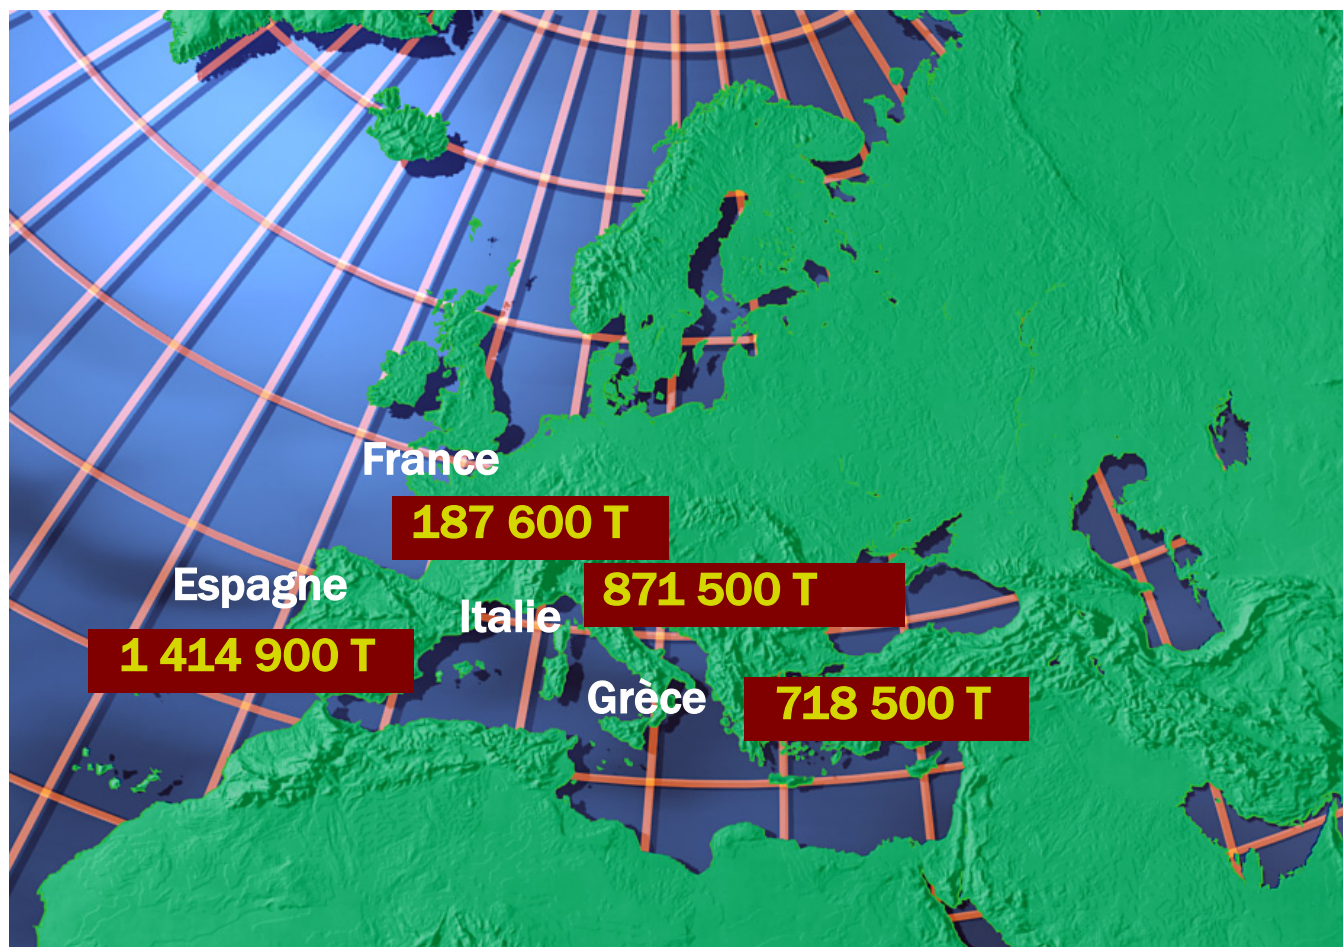 France
187 600 T
Espagne
1 414 900 T
Italie
871 500 T
Grèce
718 500 T